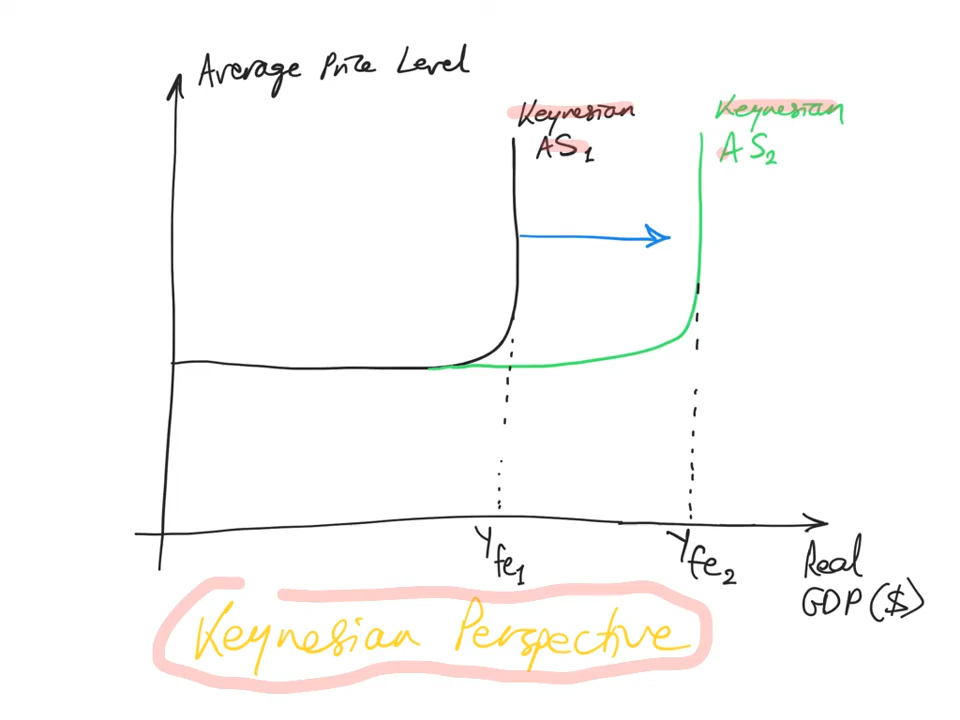 Average Price Level
Keynesian
AS₁
Keynesian
AS₂
Yfe₁
Yfe₂
Real
GDP ($)
Keynesian Perspective